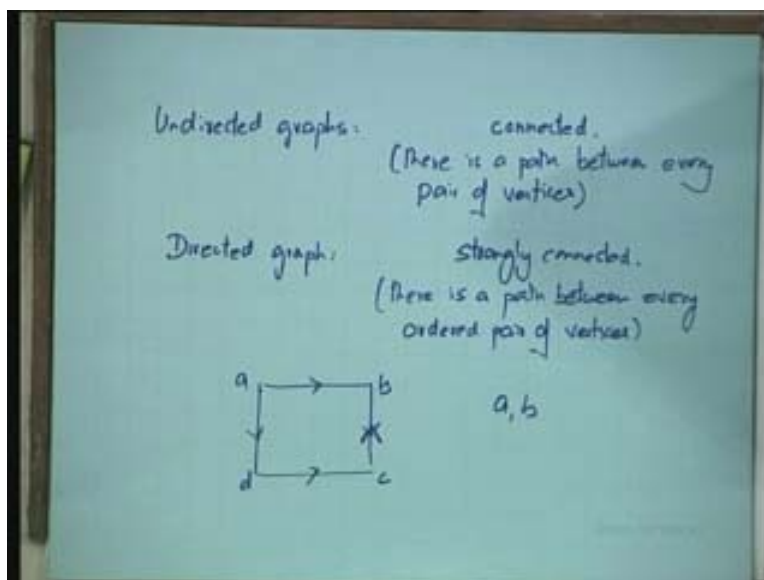 Undirected graphs: connected.
(There is a path between every
pair of vertices)
Directed graph: strongly connected.
(There is a path between every
ordered pair of vertices)
a b
a, b
d c